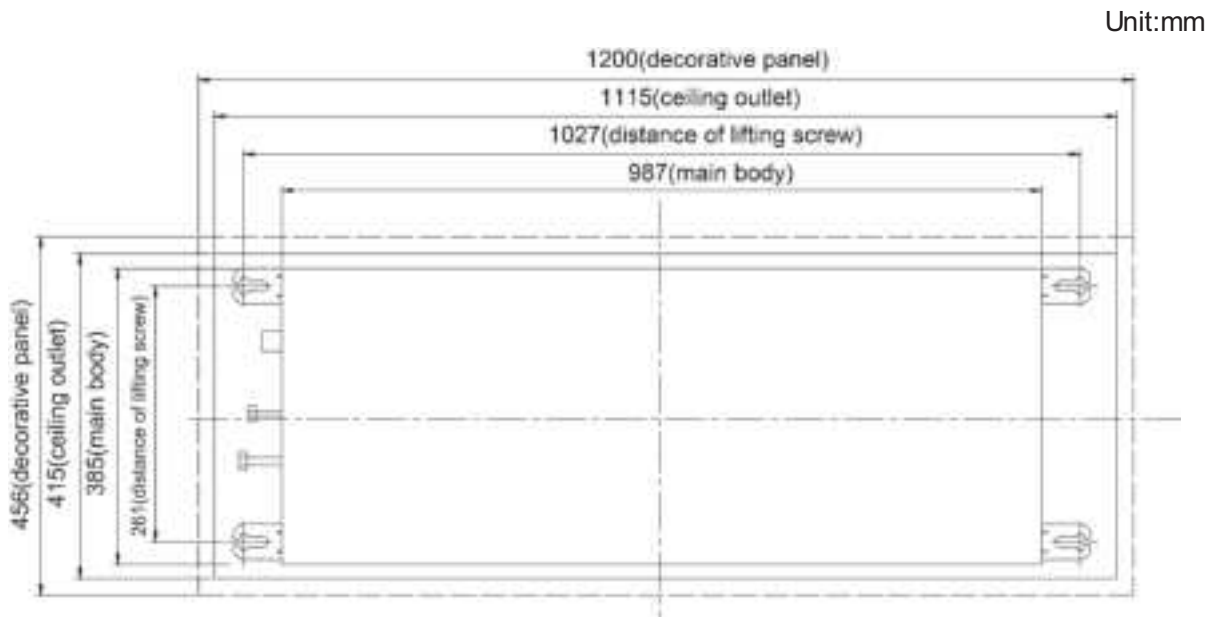 Unit:mm
1200(decorative panel)
1115(ceiling outlet)
1027(distance of lifting screw)
987(main body)
456(decorative panel)
415(ceiling outlet)
385(main body)
261(distance of lifting screw)